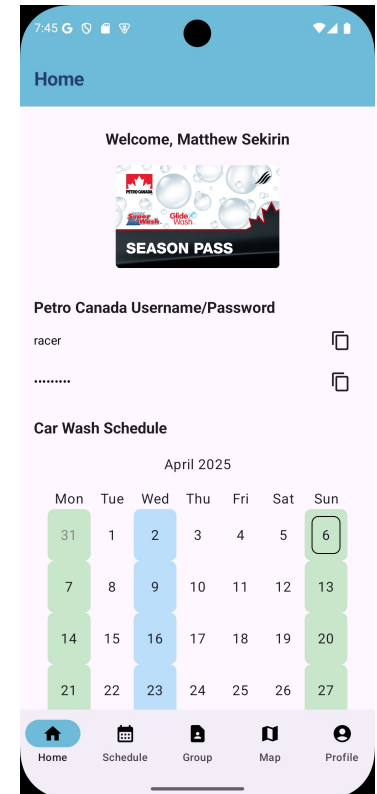 7:45 G
Home
Welcome, Matthew Sekirin
PETRO-CANADA
Super Wash Glide Wash
SEASON PASS
Petro Canada Username/Password
racer
•••••••••
Car Wash Schedule
April 2025
Mon Tue Wed Thu Fri Sat Sun
31 1 2 3 4 5 6
7 8 9 10 11 12 13
14 15 16 17 18 19 20
21 22 23 24 25 26 27
Home Schedule Group Map Profile